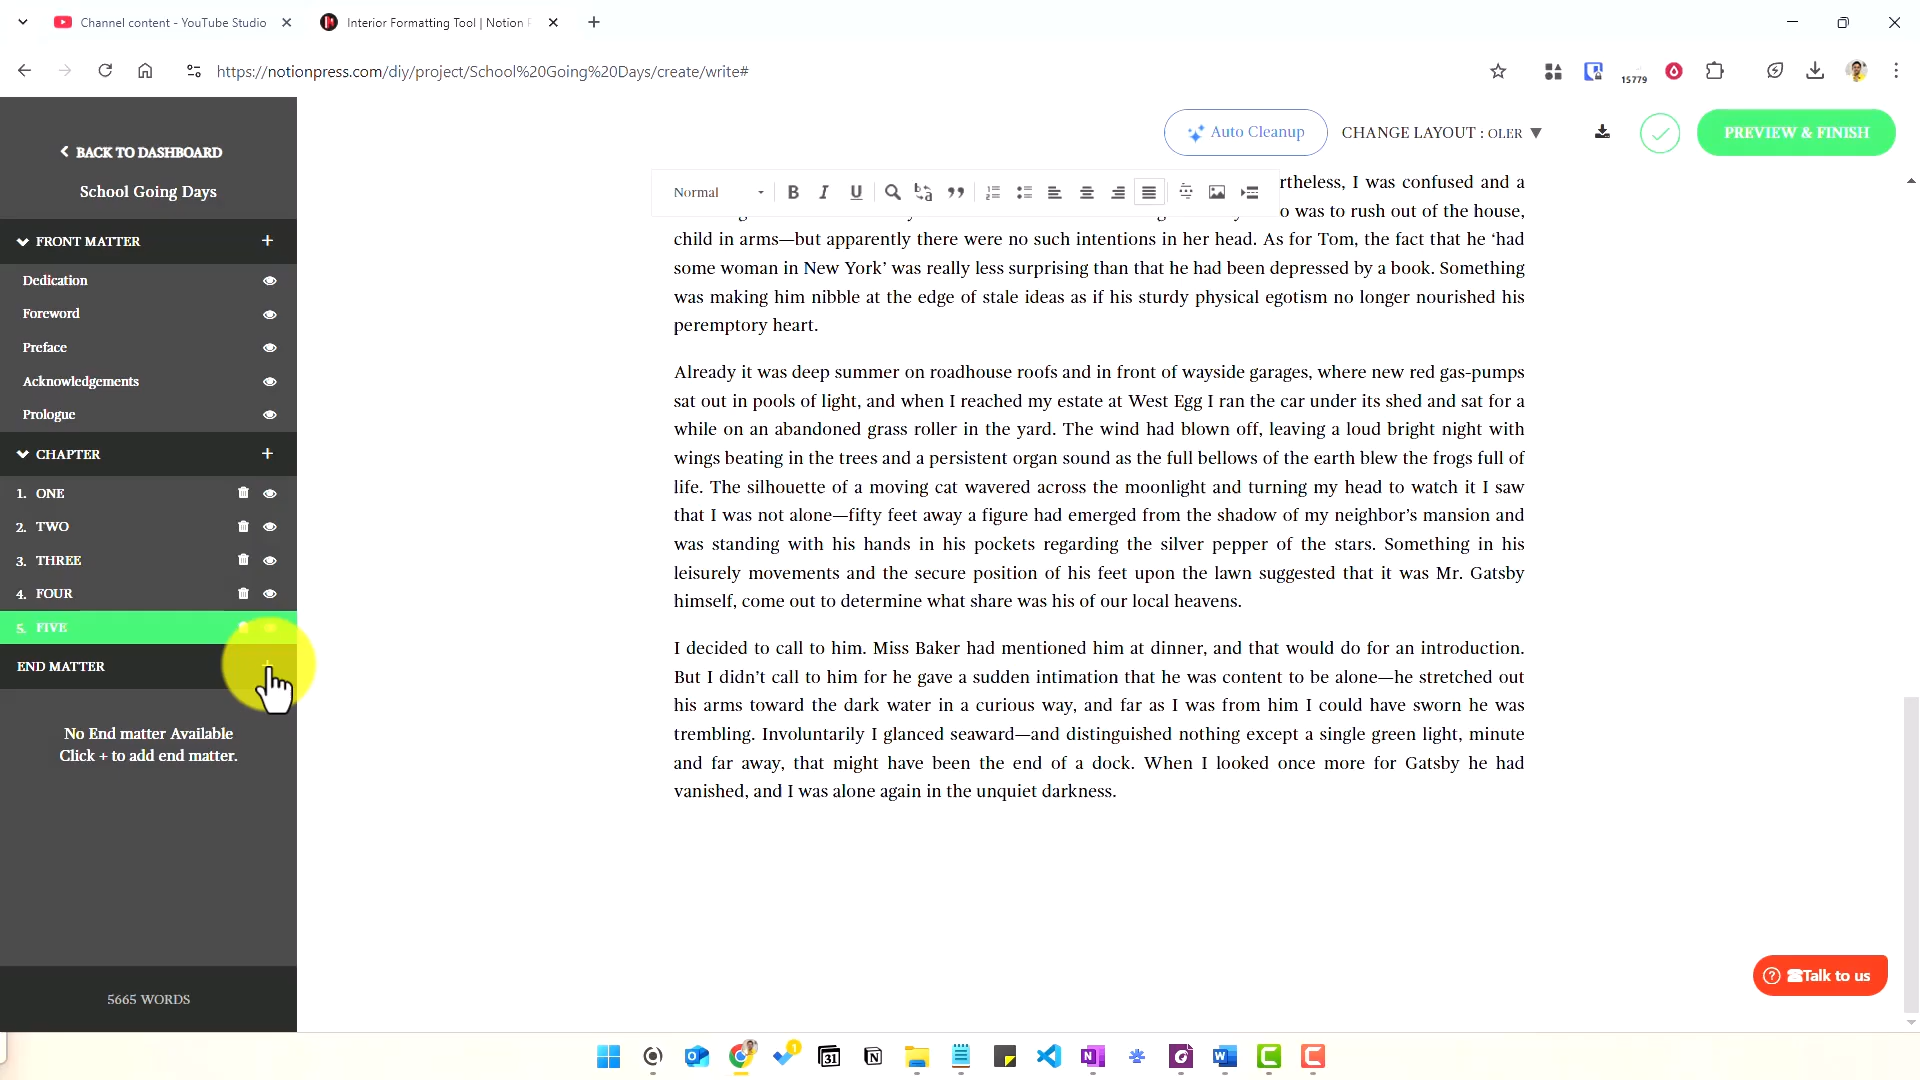 Channel content - YouTube Studio
Interior Formatting Tool | Notion
https://notionpress.com/diy/project/School%20Going%20Days/create/write#
15779
BACK TO DASHBOARD
School Going Days
FRONT MATTER
Dedication
Foreword
Preface
Acknowledgements
Prologue
CHAPTER
1. ONE
2. TWO
3. THREE
4. FOUR
5. FIVE
END MATTER
No End matter Available
Click + to add end matter.
5665 WORDS
Auto Cleanup
CHANGE LAYOUT : OLER
PREVIEW & FINISH
Normal
rtheless, I was confused and a
o was to rush out of the house,
child in arms—but apparently there were no such intentions in her head. As for Tom, the fact that he ‘had
some woman in New York’ was really less surprising than that he had been depressed by a book. Something
was making him nibble at the edge of stale ideas as if his sturdy physical egotism no longer nourished his
peremptory heart.
Already it was deep summer on roadhouse roofs and in front of wayside garages, where new red gas-pumps
sat out in pools of light, and when I reached my estate at West Egg I ran the car under its shed and sat for a
while on an abandoned grass roller in the yard. The wind had blown off, leaving a loud bright night with
wings beating in the trees and a persistent organ sound as the full bellows of the earth blew the frogs full of
life. The silhouette of a moving cat wavered across the moonlight and turning my head to watch it I saw
that I was not alone—fifty feet away a figure had emerged from the shadow of my neighbor’s mansion and
was standing with his hands in his pockets regarding the silver pepper of the stars. Something in his
leisurely movements and the secure position of his feet upon the lawn suggested that it was Mr. Gatsby
himself, come out to determine what share was his of our local heavens.
I decided to call to him. Miss Baker had mentioned him at dinner, and that would do for an introduction.
But I didn’t call to him for he gave a sudden intimation that he was content to be alone—he stretched out
his arms toward the dark water in a curious way, and far as I was from him I could have sworn he was
trembling. Involuntarily I glanced seaward—and distinguished nothing except a single green light, minute
and far away, that might have been the end of a dock. When I looked once more for Gatsby he had
vanished, and I was alone again in the unquiet darkness.
Talk to us
1
31